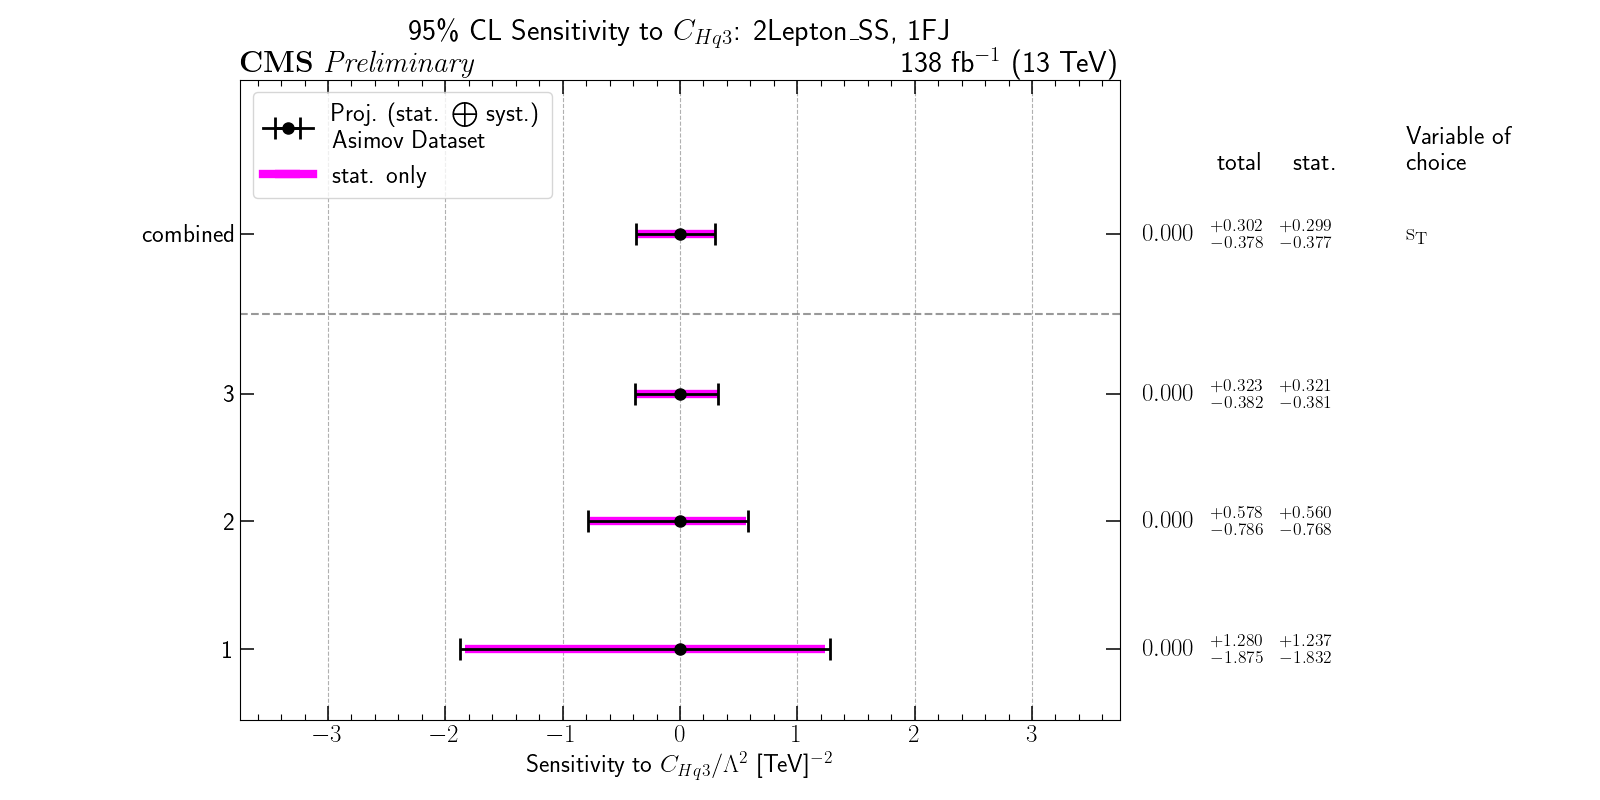 95% CL Sensitivity to C_{Hq3}: 2Lepton_SS, 1FJ
CMS Preliminary 138 fb^{-1} (13 TeV)
Proj. (stat. ⨁ syst.)
Asimov Dataset
stat. only
Variable of
choice
total stat.
combined 0.000 +0.302 −0.378 +0.299 −0.377 s_T
3 0.000 +0.323 −0.382 +0.321 −0.381
2 0.000 +0.578 −0.786 +0.560 −0.768
1 0.000 +1.280 −1.875 +1.237 −1.832
−3 −2 −1 0 1 2 3
Sensitivity to C_{Hq3}/Λ^2 [TeV]^{−2}